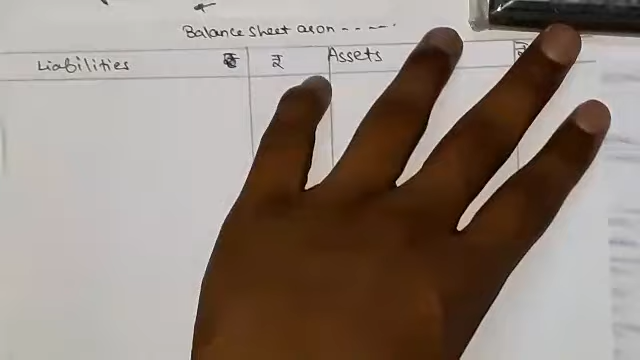 Balance sheet as on -----
Liabilities ₹ ₹ Assets ₹